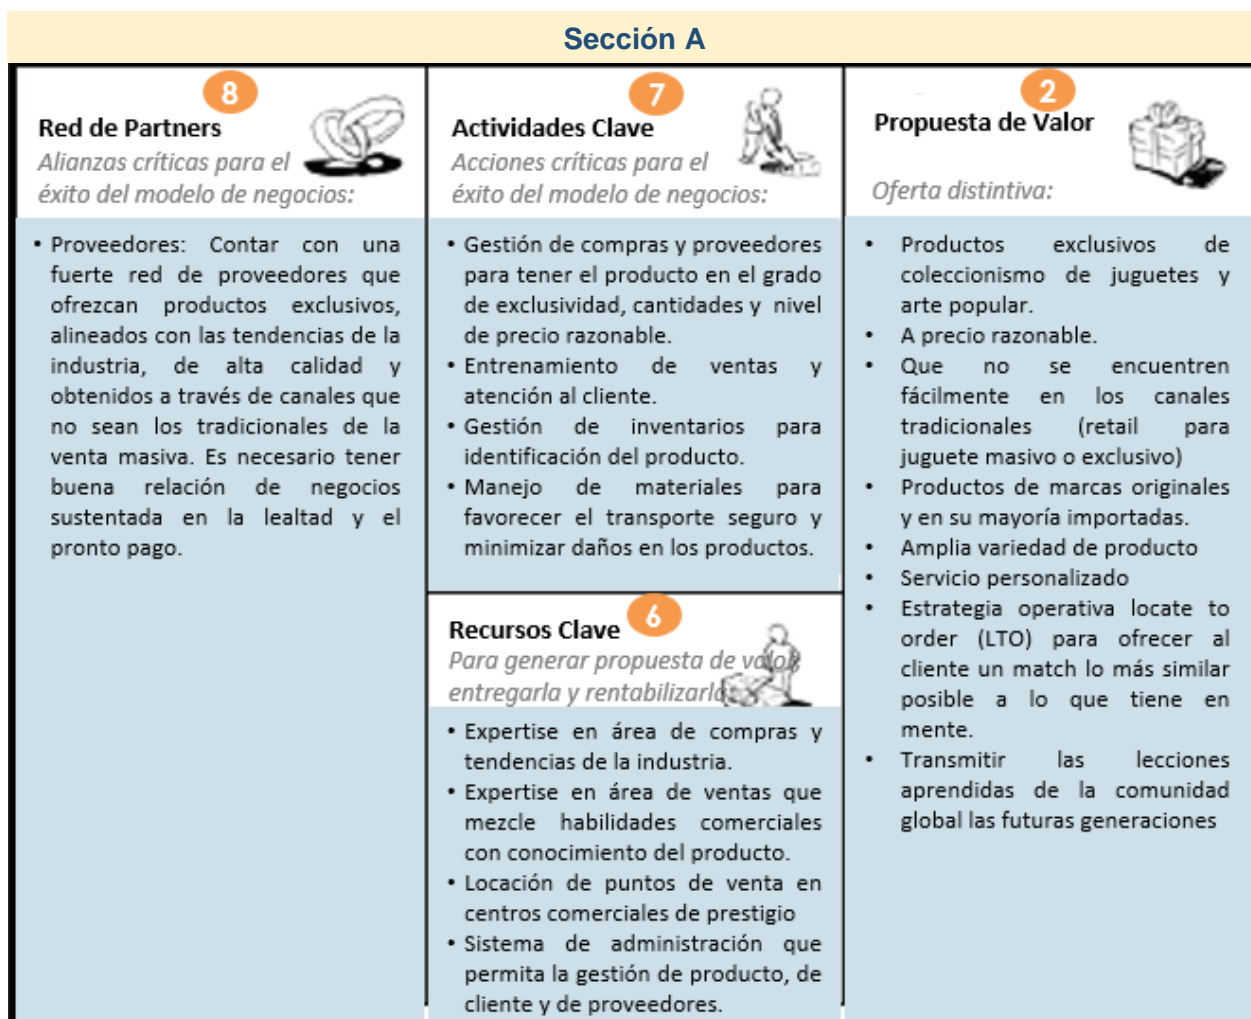 Sección A
8
Red de Partners
Alianzas críticas para el
éxito del modelo de negocios:
• Proveedores: Contar con una
fuerte red de proveedores que
ofrezcan productos exclusivos,
alineados con las tendencias de la
industria, de alta calidad y
obtenidos a través de canales que
no sean los tradicionales de la
venta masiva. Es necesario tener
buena relación de negocios
sustentada en la lealtad y el
pronto pago.
7
Actividades Clave
Acciones críticas para el
éxito del modelo de negocios:
• Gestión de compras y proveedores
para tener el producto en el grado
de exclusividad, cantidades y nivel
de precio razonable.
• Entrenamiento de ventas y
atención al cliente.
• Gestión de inventarios para
identificación del producto.
• Manejo de materiales para
favorecer el transporte seguro y
minimizar daños en los productos.
6
Recursos Clave
Para generar propuesta de valor,
entregarla y rentabilizarla:
• Expertise en área de compras y
tendencias de la industria.
• Expertise en área de ventas que
mezcle habilidades comerciales
con conocimiento del producto.
• Locación de puntos de venta en
centros comerciales de prestigio
• Sistema de administración que
permita la gestión de producto, de
cliente y de proveedores.
2
Propuesta de Valor
Oferta distintiva:
• Productos exclusivos de
coleccionismo de juguetes y
arte popular.
• A precio razonable.
• Que no se encuentren
fácilmente en los canales
tradicionales (retail para
juguete masivo o exclusivo)
• Productos de marcas originales
y en su mayoría importadas.
• Amplia variedad de producto
• Servicio personalizado
• Estrategia operativa locate to
order (LTO) para ofrecer al
cliente un match lo más similar
posible a lo que tiene en
mente.
• Transmitir las lecciones
aprendidas de la comunidad
global las futuras generaciones